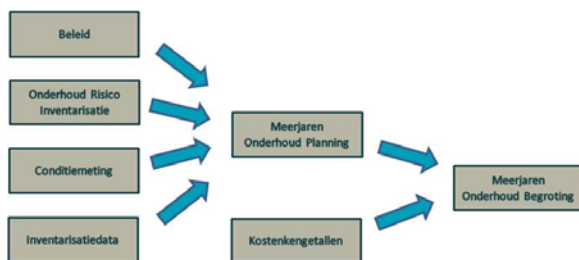 Beleid
Onderhoud Risico
Inventarisatie
Conditiemeting
Inventarisatiedata
Meerjaren
Onderhoud Planning
Kostenkengetallen
Meerjaren
Onderhoud Begroting